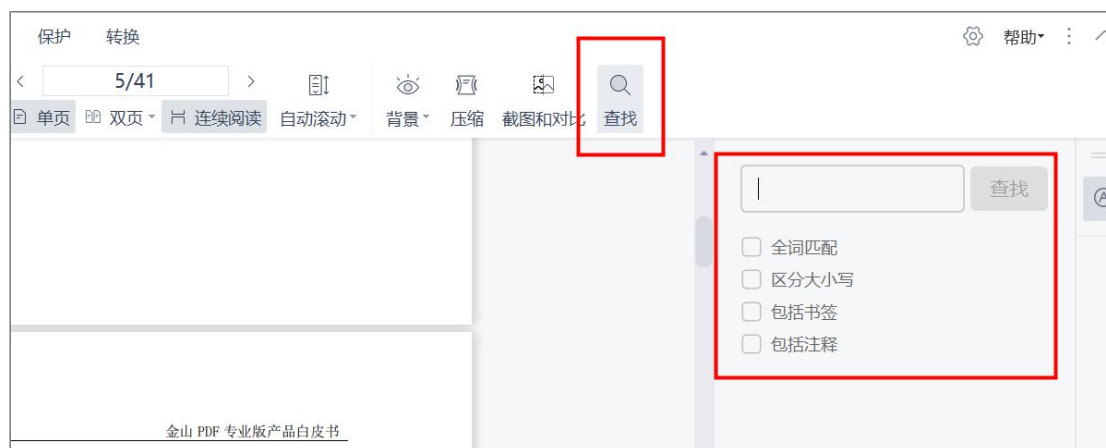 保护 转换 帮助
5/41
单页 双页 连续阅读 自动滚动 背景 压缩 截图和对比 查找
查找
全词匹配
区分大小写
包括书签
包括注释
金山 PDF 专业版产品白皮书